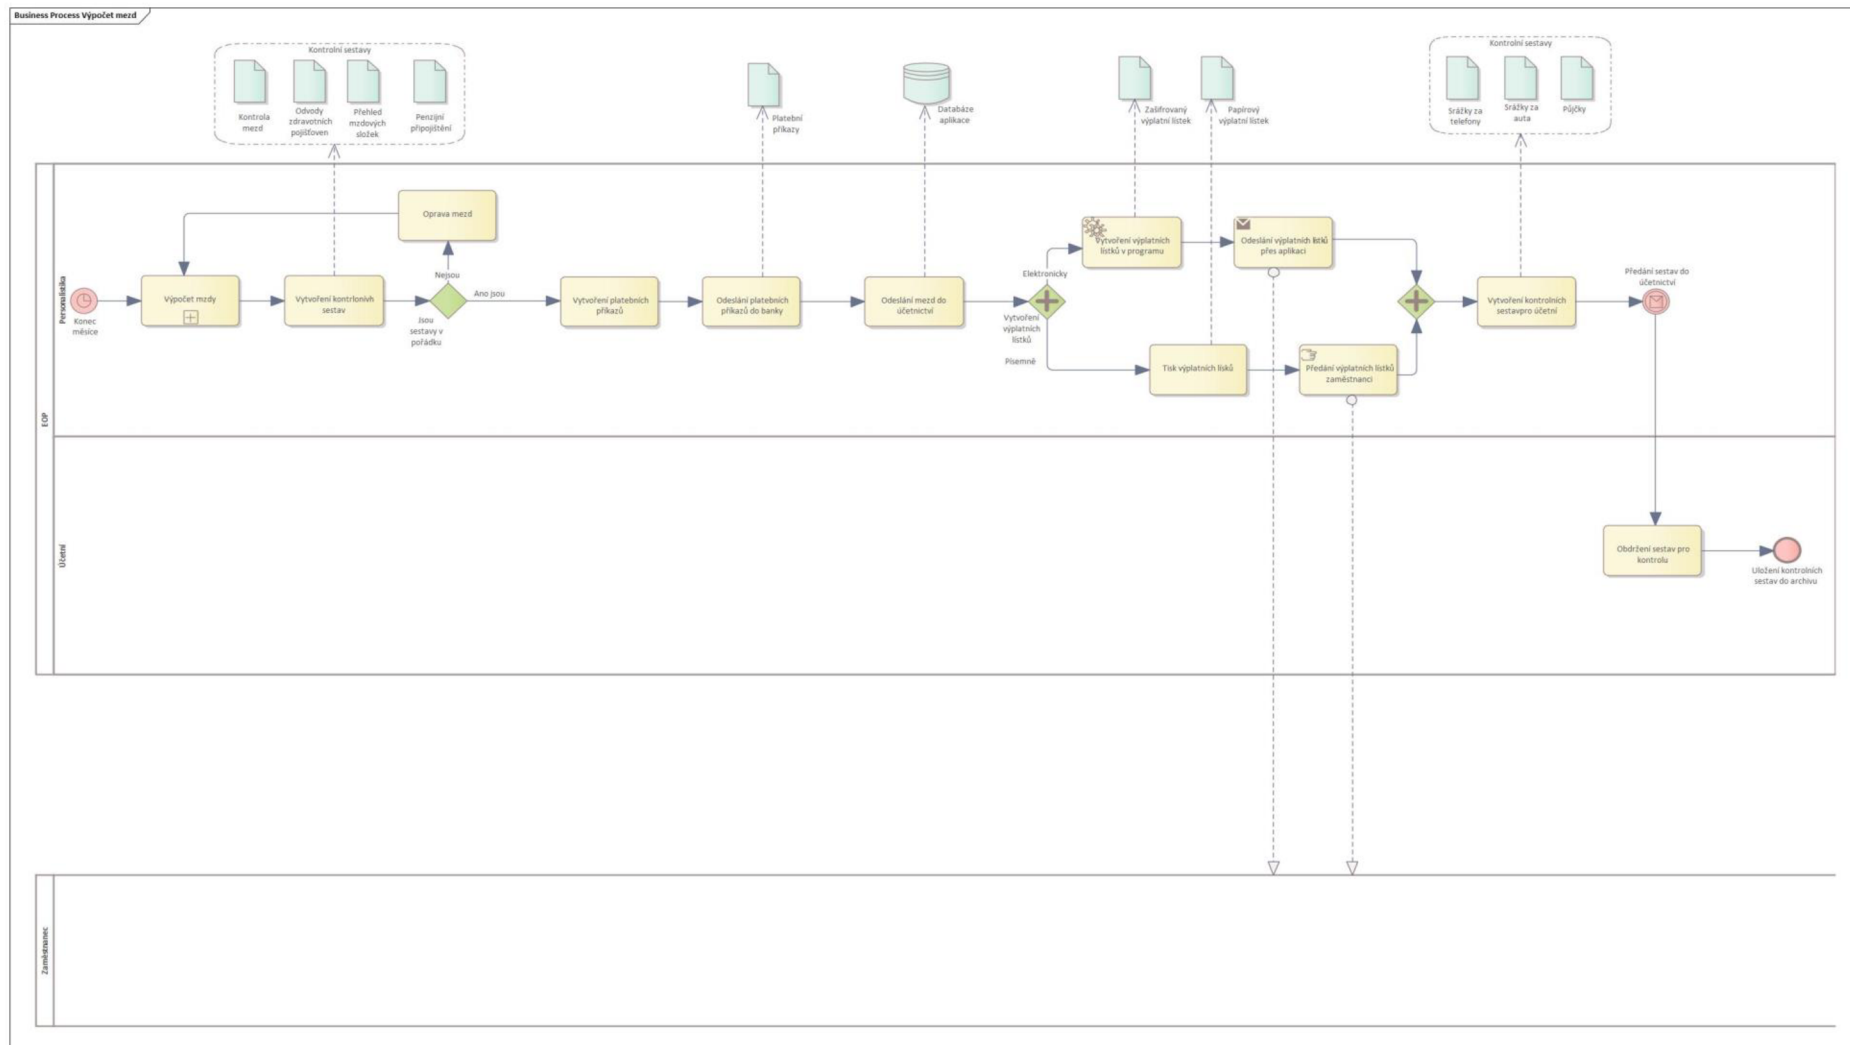 Business Process Výpočet mezd
Kontrolní sestavy
Kontrola
mezd
Odvody
zdravotních
pojišťoven
Přehled
mzdových
složek
Penzijní
připojištění
Platební
příkazy
Databáze
aplikace
Zašifrovaný
výplatní lístek
Papírový
výplatní lístek
Kontrolní sestavy
Srážky za
telefony
Srážky za
auta
Půjčky
EOP
Personalistika
Konec
měsíce
Výpočet mzdy
Vytvoření kontrlonivh
sestav
Oprava mezd
Nejsou
Ano jsou
Jsou
sestavy v
pořádku
Vytvoření platebních
příkazů
Odeslání platebních
příkazů do banky
Odeslání mezd do
účetnictví
Elektronicky
Vytvoření
výplatních
lístků
Písemně
Vytvoření výplatních
lístků v programu
Odeslání výplatních lístků
přes aplikaci
Tisk výplatních lísků
Předání výplatních lístků
zaměstnanci
Vytvoření kontrolních
sestavpro účetní
Předání sestav do
účetnictví
Účetní
Obdržení sestav pro
kontrolu
Uložení kontrolních
sestav do archivu
Zaměstnanec